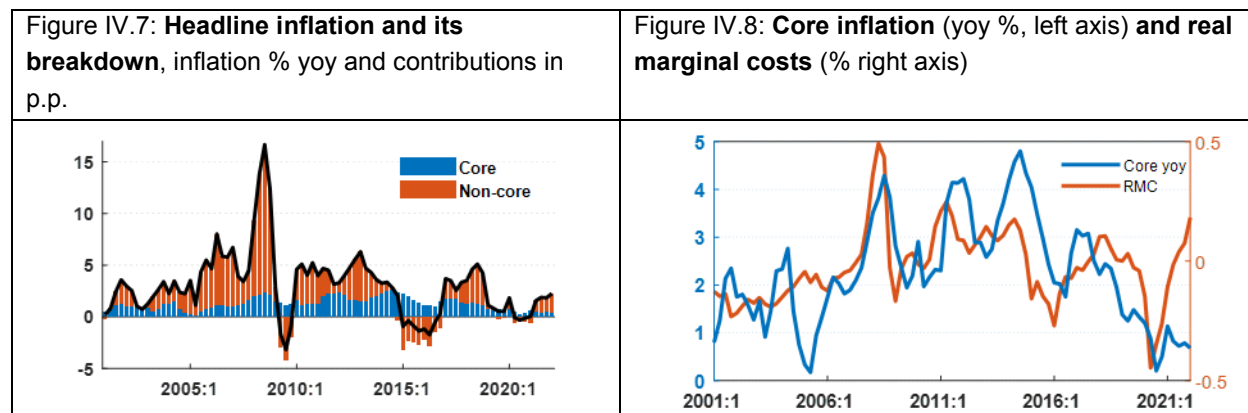 Figure IV.7: Headline inflation and its
breakdown, inflation % yoy and contributions in
p.p.
Figure IV.8: Core inflation (yoy %, left axis) and real
marginal costs (% right axis)
15
10
5
0
-5
Core
Non-core
2005:1
2010:1
2015:1
2020:1
5
4
3
2
1
0
Core yoy
RMC
0.5
0
-0.5
2001:1
2006:1
2011:1
2016:1
2021:1